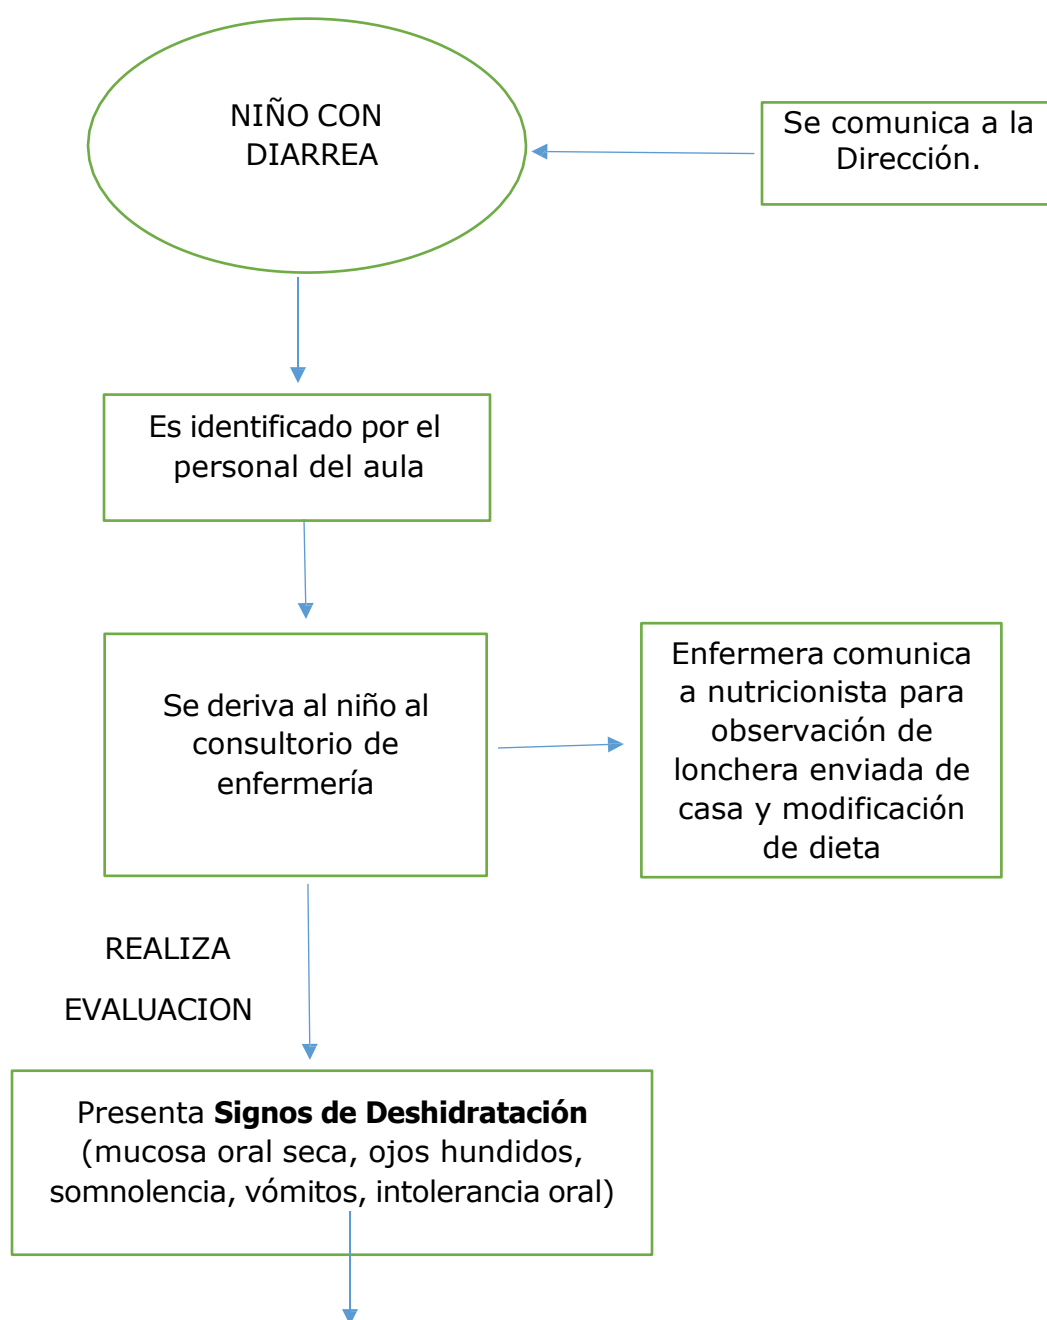 NIÑO CON
DIARREA
Se comunica a la
Dirección.
Es identificado por el
personal del aula
Se deriva al niño al
consultorio de
enfermería
Enfermera comunica
a nutricionista para
observación de
lonchera enviada de
casa y modificación
de dieta
REALIZA
EVALUACION
Presenta Signos de Deshidratación
(mucosa oral seca, ojos hundidos,
somnolencia, vómitos, intolerancia oral)